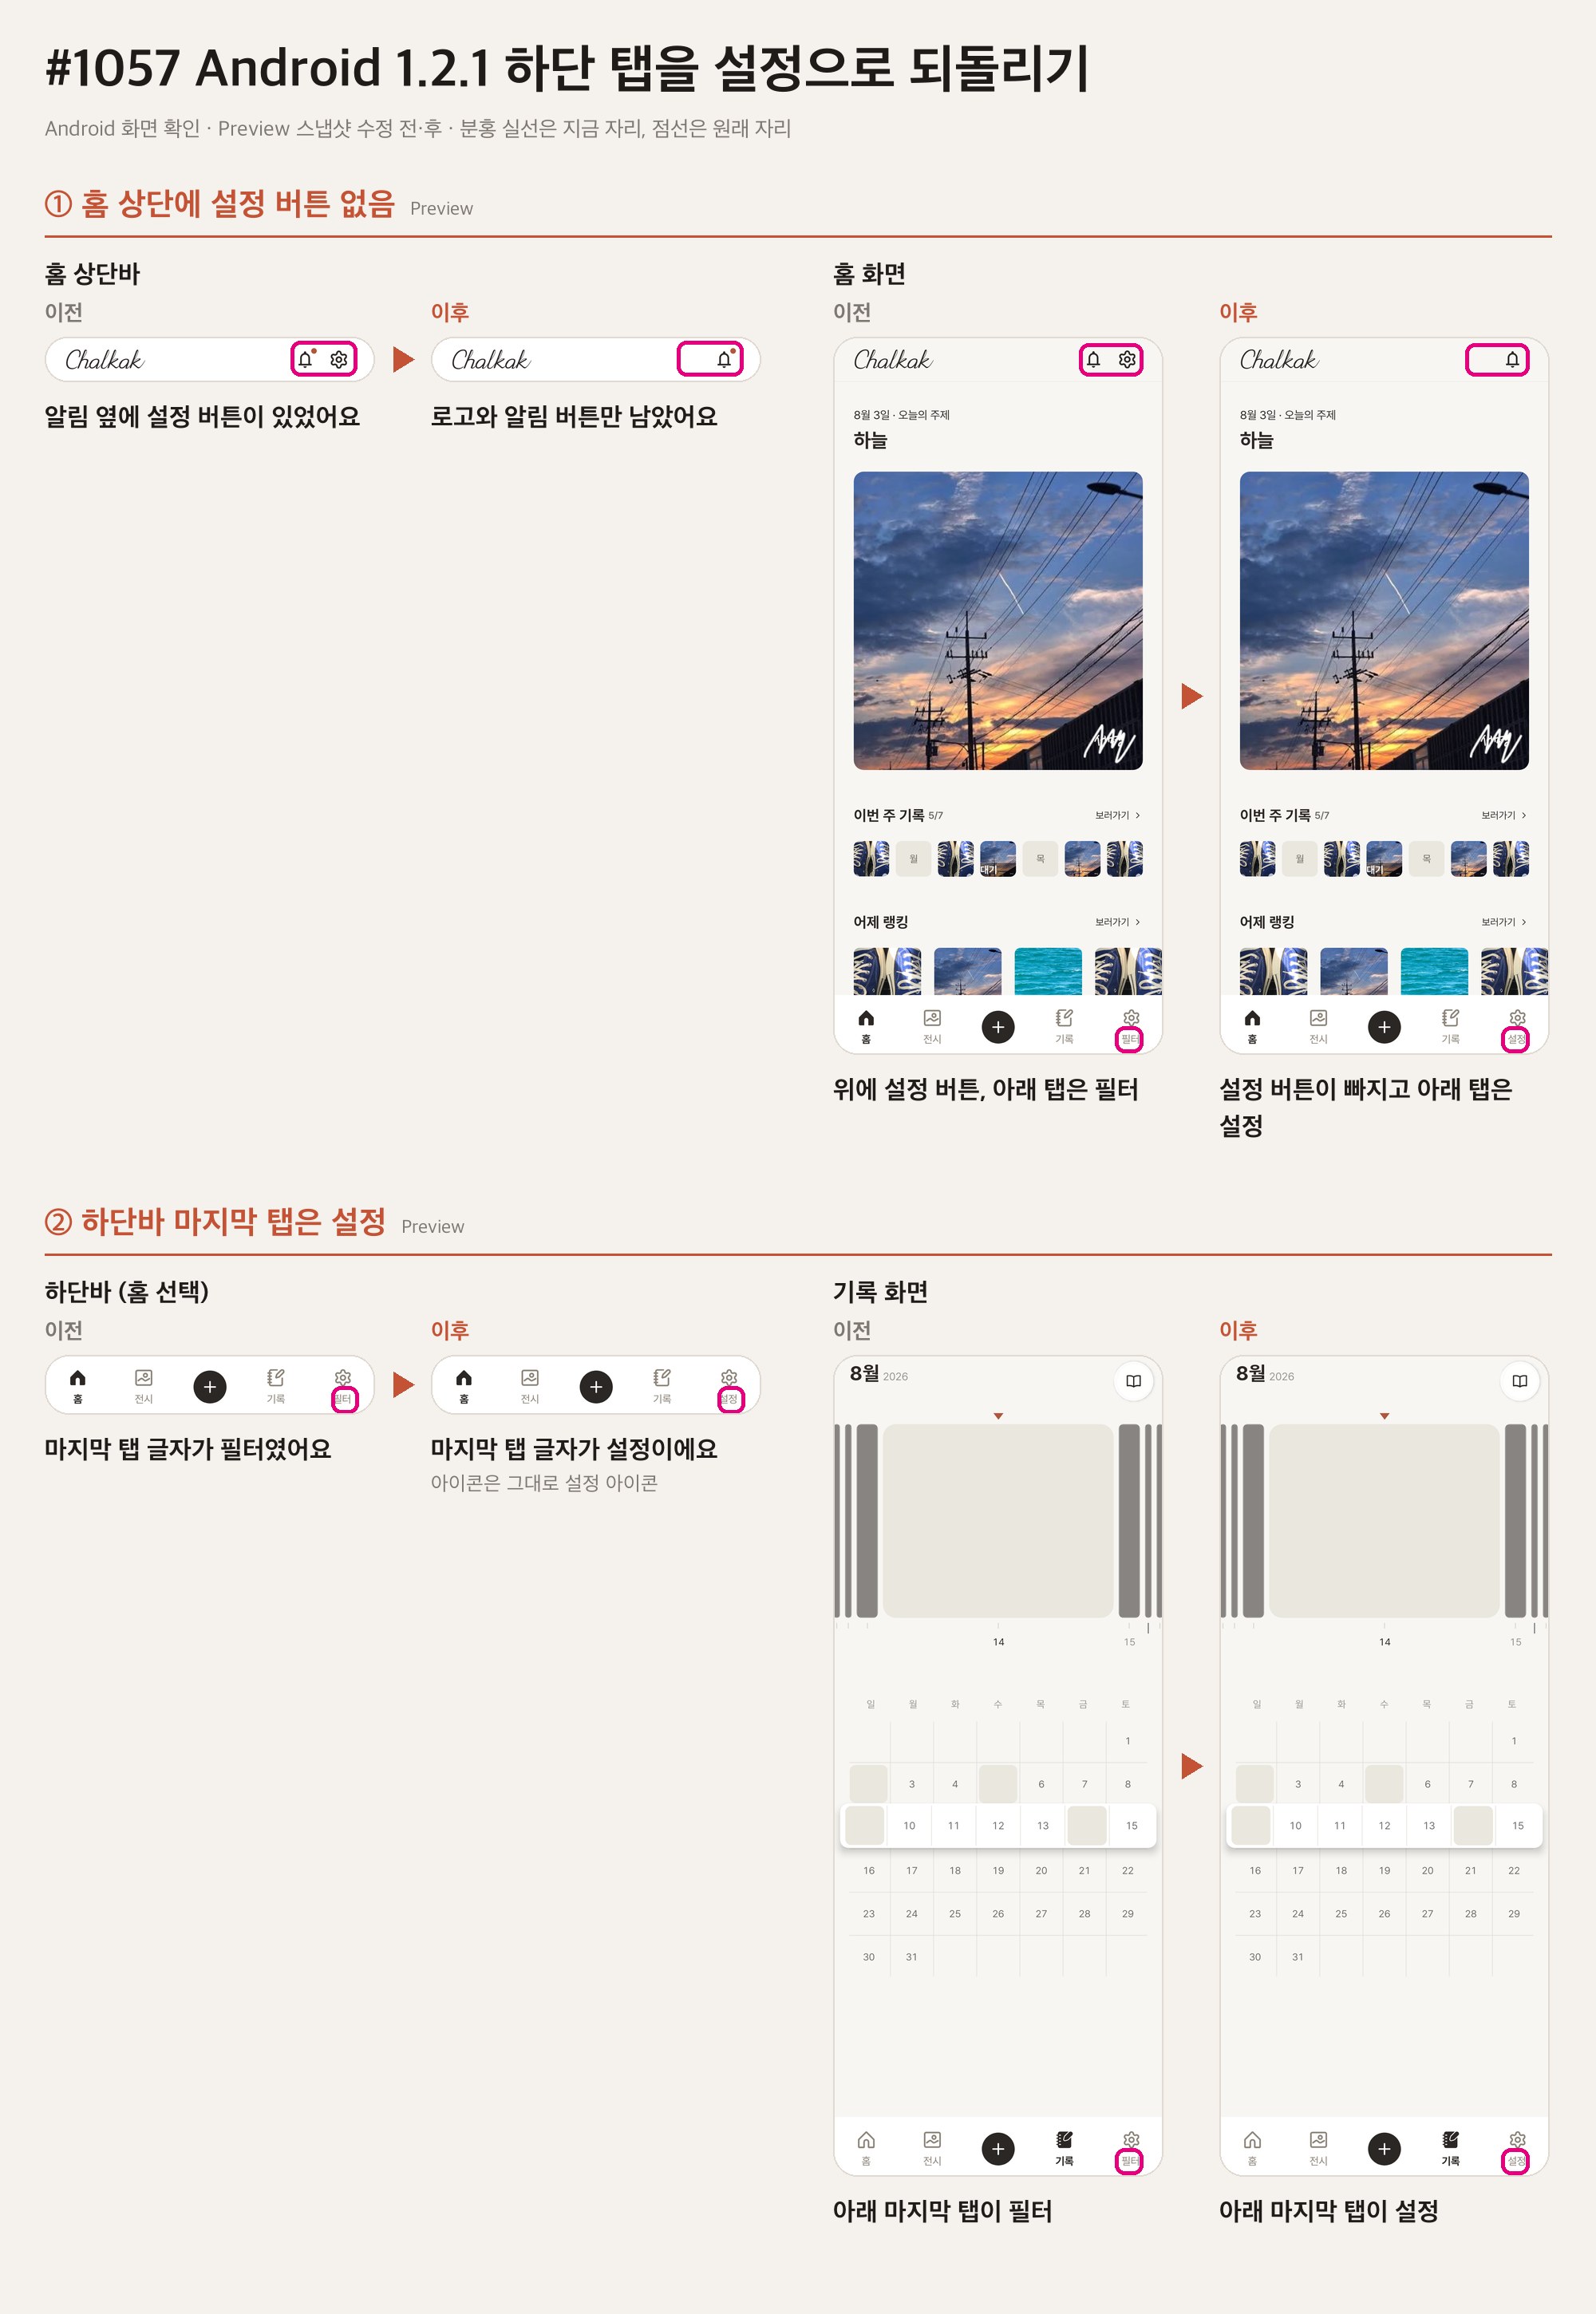 #1057 Android 1.2.1 하단 탭을 설정으로 되돌리기
Android 화면 확인 · Preview 스냅샷 수정 전·후 · 분홍 실선은 지금 자리, 점선은 원래 자리
① 홈 상단에 설정 버튼 없음 Preview
홈 상단바
이전
이후
Chalkak
Chalkak
알림 옆에 설정 버튼이 있었어요
로고와 알림 버튼만 남았어요
홈 화면
이전
이후
Chalkak
8월 3일 · 오늘의 주제
하늘
이번 주 기록 5/7
보러가기 >
월
대기
목
어제 랭킹
보러가기 >
홈
전시
기록
필터
위에 설정 버튼, 아래 탭은 필터
Chalkak
8월 3일 · 오늘의 주제
하늘
이번 주 기록 5/7
보러가기 >
월
대기
목
어제 랭킹
보러가기 >
홈
전시
기록
설정
설정 버튼이 빠지고 아래 탭은
설정
② 하단바 마지막 탭은 설정 Preview
하단바 (홈 선택)
이전
이후
홈 전시 기록 필터
홈 전시 기록 설정
마지막 탭 글자가 필터였어요
마지막 탭 글자가 설정이에요
아이콘은 그대로 설정 아이콘
기록 화면
이전
이후
8월 2026
14 15
일 월 화 수 목 금 토
1
3 4 6 7 8
10 11 12 13 15
16 17 18 19 20 21 22
23 24 25 26 27 28 29
30 31
홈 전시 기록 필터
아래 마지막 탭이 필터
8월 2026
14 15
일 월 화 수 목 금 토
1
3 4 6 7 8
10 11 12 13 15
16 17 18 19 20 21 22
23 24 25 26 27 28 29
30 31
홈 전시 기록 설정
아래 마지막 탭이 설정